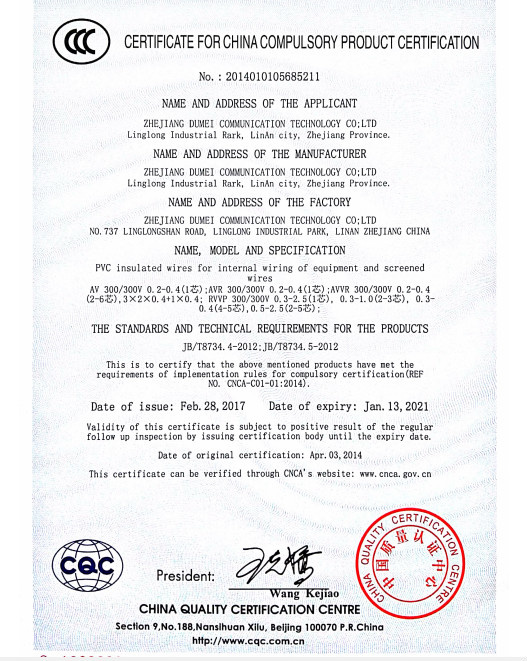 CCC
CERTIFICATE FOR CHINA COMPULSORY PRODUCT CERTIFICATION
No.: 2014010105685211
NAME AND ADDRESS OF THE APPLICANT
ZHEJIANG DUMEI COMMUNICATION TECHNOLOGY CO;LTD
Linglong Industrial Rark, LinAn city, Zhejiang Province.
NAME AND ADDRESS OF THE MANUFACTURER
ZHEJIANG DUMEI COMMUNICATION TECHNOLOGY CO;LTD
Linglong Industrial Rark, LinAn city, Zhejiang Province.
NAME AND ADDRESS OF THE FACTORY
ZHEJIANG DUMEI COMMUNICATION TECHNOLOGY CO;LTD
NO.737 LINGLONGSHAN ROAD, LINGLONG INDUSTRIAL PARK, LINAN ZHEJIANG CHINA
NAME, MODEL AND SPECIFICATION
PVC insulated wires for internal wiring of equipment and screened
wires
AV 300/300V 0.2-0.4(1芯);AVR 300/300V 0.2-0.4(1芯);AVVR 300/300V 0.2-0.4
(2-6芯),3×2×0.4+1×0.4; RVVP 300/300V 0.3-2.5(1芯), 0.3-1.0(2-3芯), 0.3-
0.4(4-5芯),0.5-2.5(2-5芯);
THE STANDARDS AND TECHNICAL REQUIREMENTS FOR THE PRODUCTS
JB/T8734.4-2012;JB/T8734.5-2012
This is to certify that the above mentioned products have met the
requirements of implementation rules for compulsory certification(REF
NO. CNCA-C01-01:2014).
Date of issue: Feb.28,2017 Date of expiry: Jan.13,2021
Validity of this certificate is subject to positive result of the regular
follow up inspection by issuing certification body until the expiry date.
Date of original certification: Apr.03,2014
This certificate can be verified through CNCA's website: www.cnca.gov.cn
CHINA QUALITY CERTIFICATION CENTRE
中国质量认证中心
CQC
President:
Wang Kejiao
CHINA QUALITY CERTIFICATION CENTRE
Section 9,No.188,Nansihuan Xilu, Beijing 100070 P.R.China
http://www.cqc.com.cn